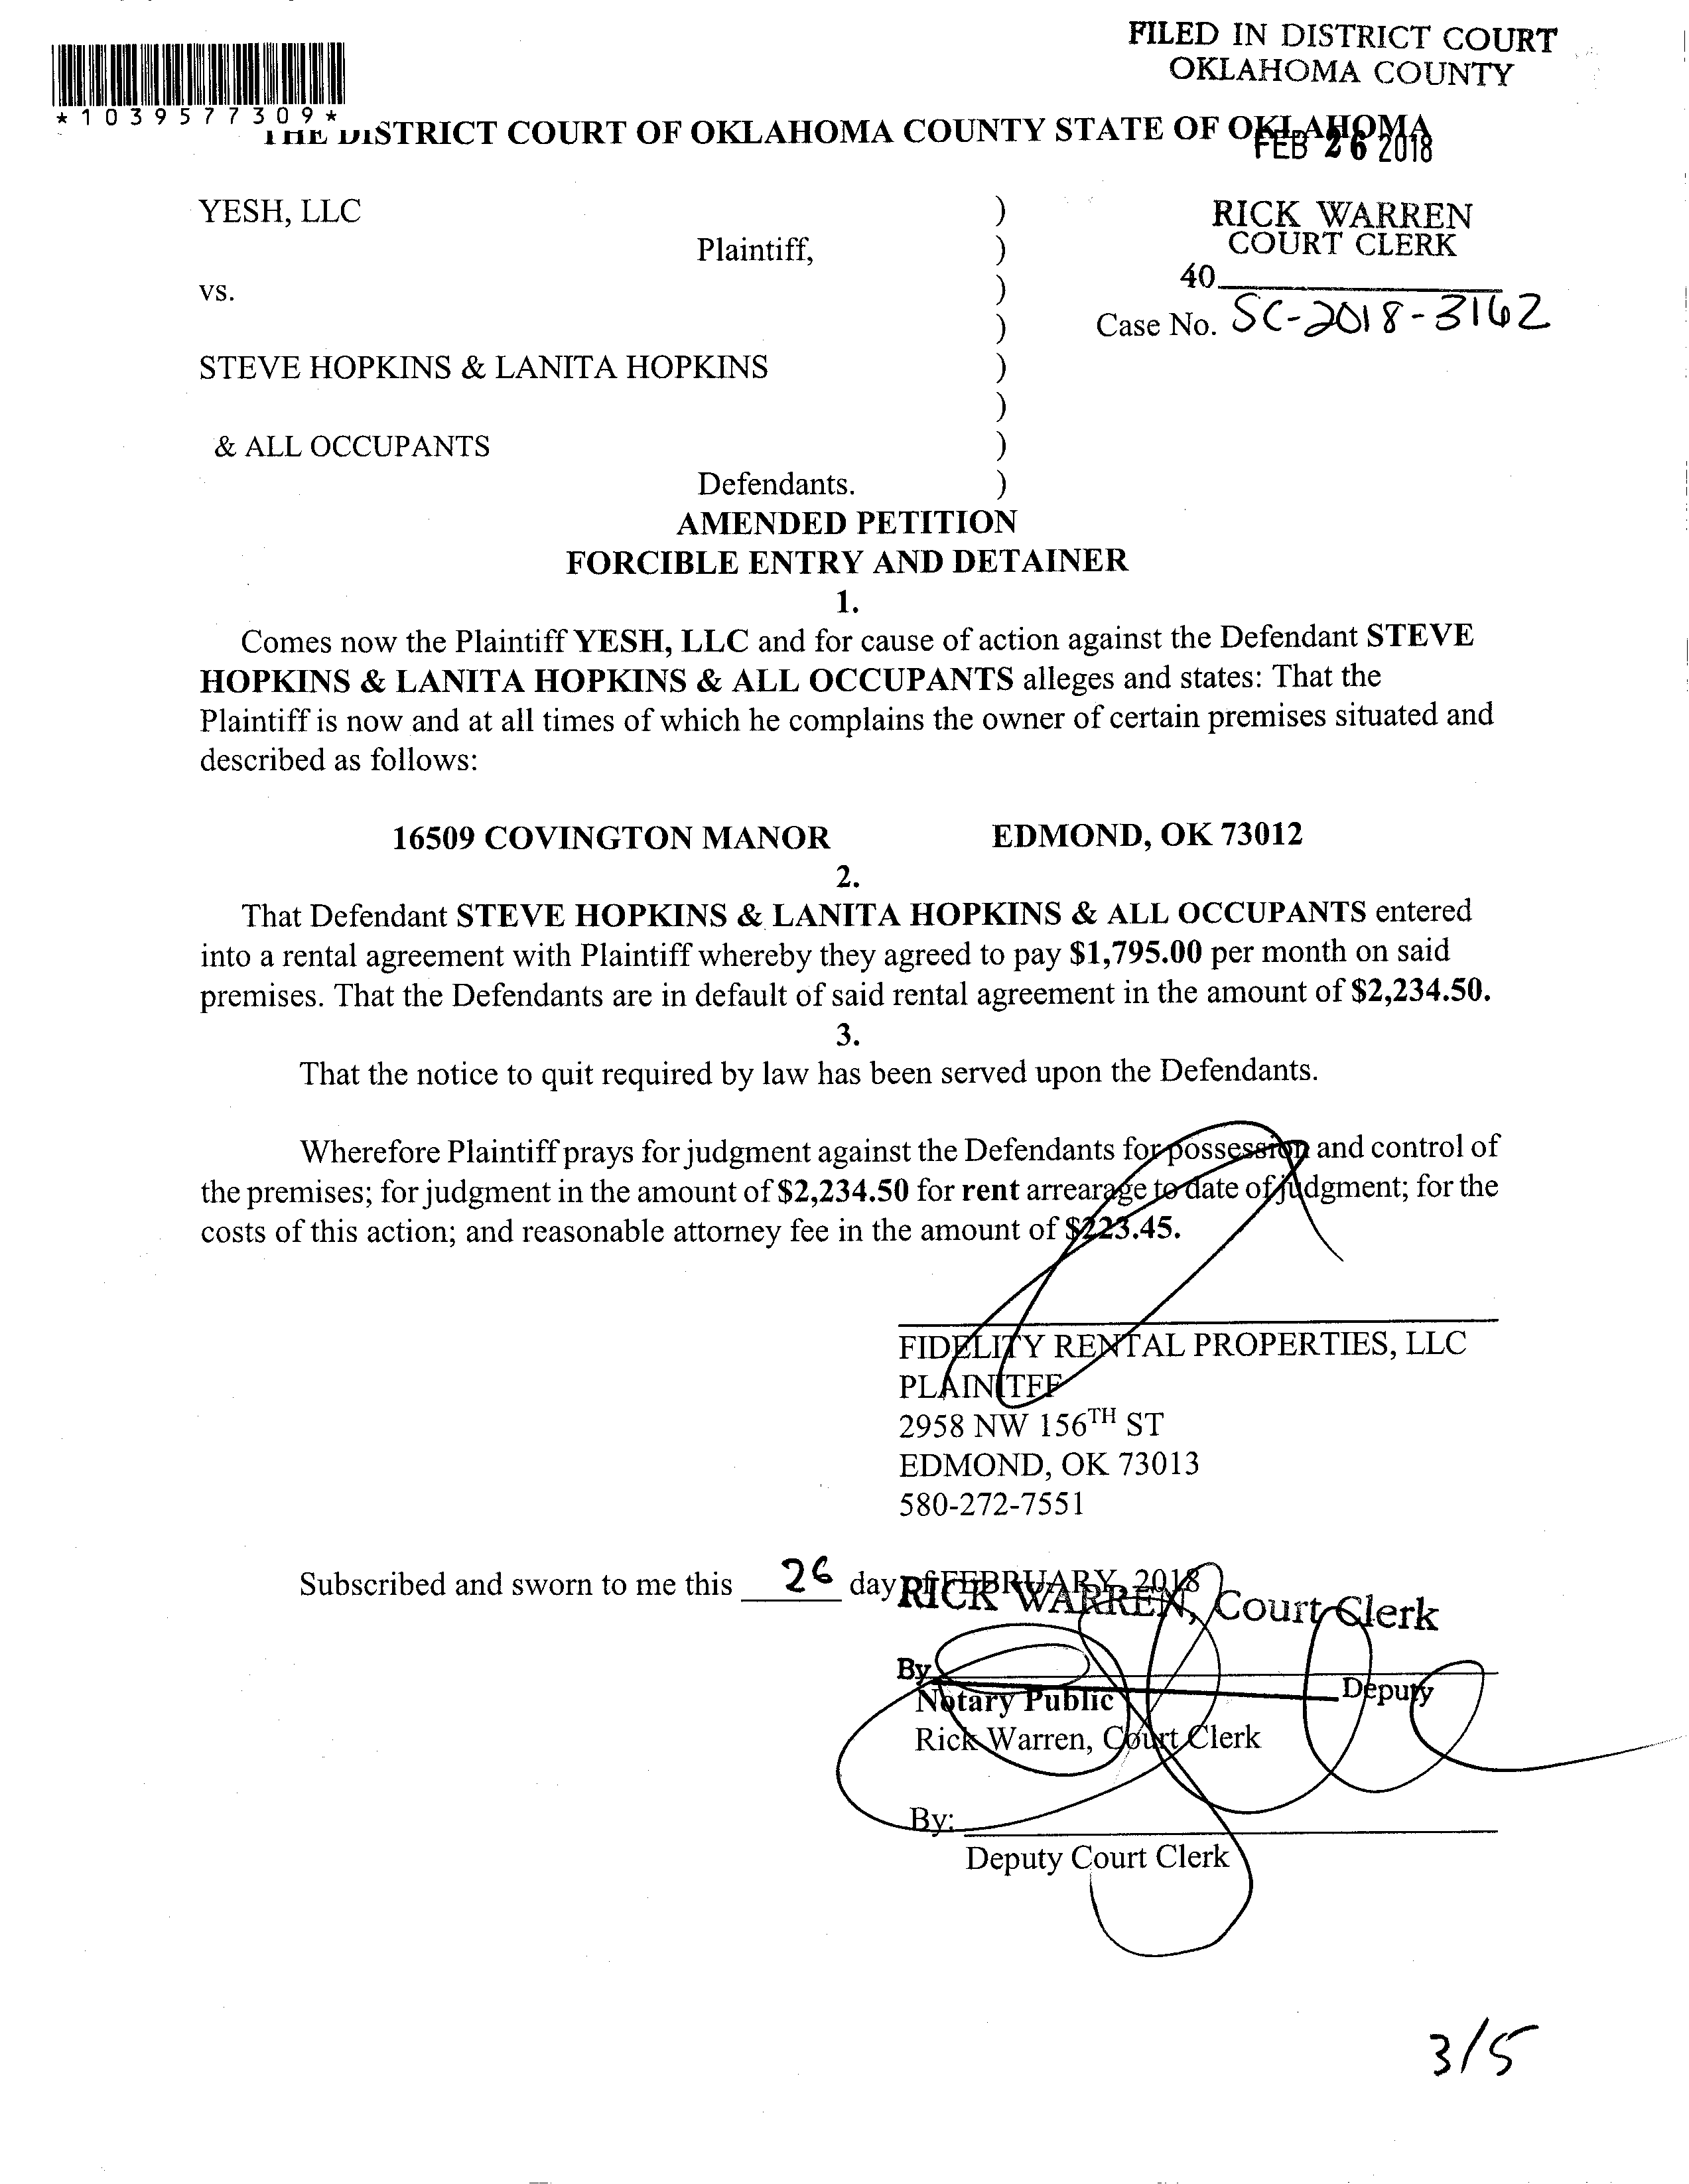 FILED IN DISTRICT COURT
OKLAHOMA COUNTY
*1039577309*
THE DISTRICT COURT OF OKLAHOMA COUNTY STATE OF OKLAHOMA
FEB 26 2018
YESH, LLC )
Plaintiff, )
vs. )
)
STEVE HOPKINS & LANITA HOPKINS )
)
& ALL OCCUPANTS )
Defendants. )
RICK WARREN
COURT CLERK
40
Case No. SC-2018-3162
AMENDED PETITION
FORCIBLE ENTRY AND DETAINER
1.
Comes now the Plaintiff YESH, LLC and for cause of action against the Defendant STEVE
HOPKINS & LANITA HOPKINS & ALL OCCUPANTS alleges and states: That the
Plaintiff is now and at all times of which he complains the owner of certain premises situated and
described as follows:
16509 COVINGTON MANOR EDMOND, OK 73012
2.
That Defendant STEVE HOPKINS & LANITA HOPKINS & ALL OCCUPANTS entered
into a rental agreement with Plaintiff whereby they agreed to pay $1,795.00 per month on said
premises. That the Defendants are in default of said rental agreement in the amount of $2,234.50.
3.
That the notice to quit required by law has been served upon the Defendants.
Wherefore Plaintiff prays for judgment against the Defendants for possession and control of
the premises; for judgment in the amount of $2,234.50 for rent arrearage to date of judgment; for the
costs of this action; and reasonable attorney fee in the amount of $223.45.
FIDELITY RENTAL PROPERTIES, LLC
PLAINITFF
2958 NW 156TH ST
EDMOND, OK 73013
580-272-7551
Subscribed and sworn to me this 26 day of FEBRUARY, 2018
RICK WARREN, Court Clerk
By Deputy
Notary Public
Rick Warren, Court Clerk
By:
Deputy Court Clerk
3/5